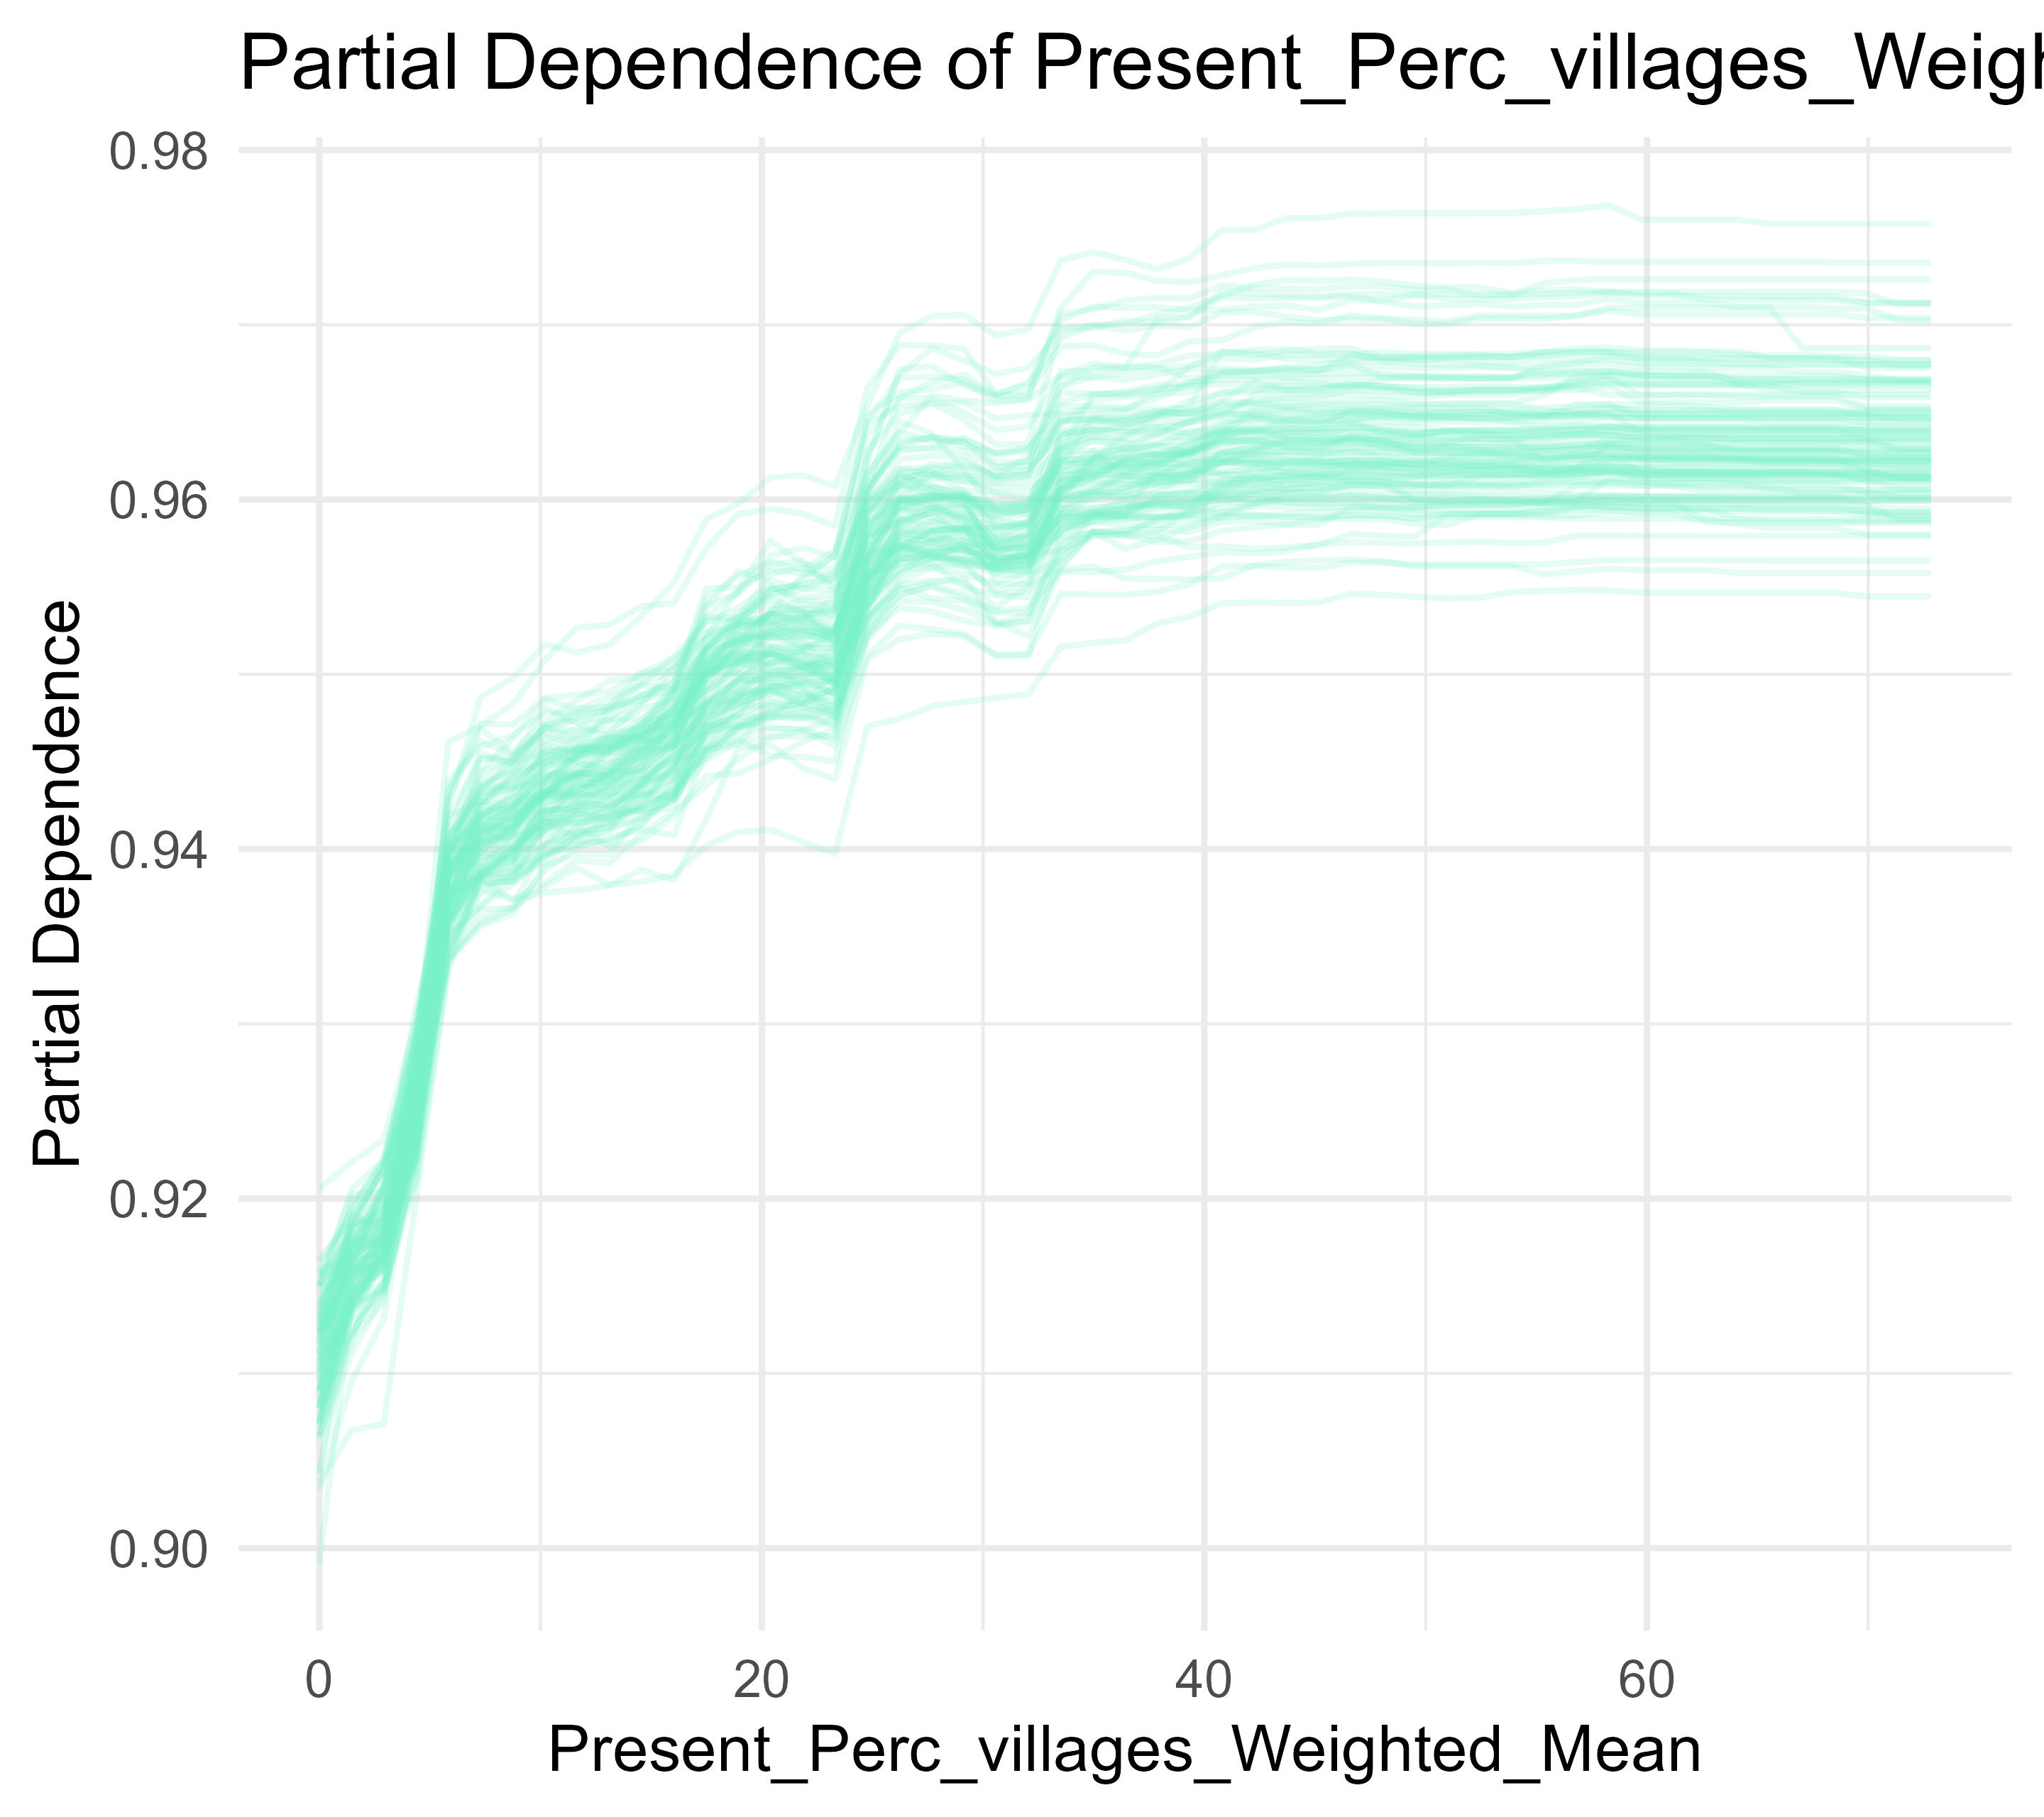 Partial Dependence of Present_Perc_villages_Weigh
0.98
0.96
0.94
0.92
0.90
Partial Dependence
0 20 40 60
Present_Perc_villages_Weighted_Mean